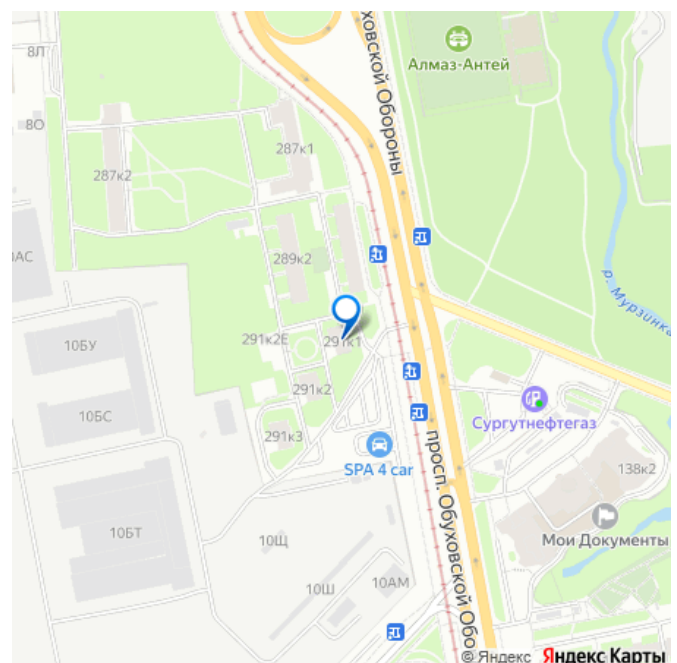 8Л
8О
287к1
287к2
ховской Обороны
Алмаз-Антей
АС
289к2
р. Мурзинка
291к2Е
291к1
10БУ
291к2
10БС
291к3
Сургутнефтегаз
SPA 4 car
138к2
просп. Обуховской Обо
Мои Документы
10БТ
10Щ
10Ш
10АМ
© Яндекс Яндекс Карты